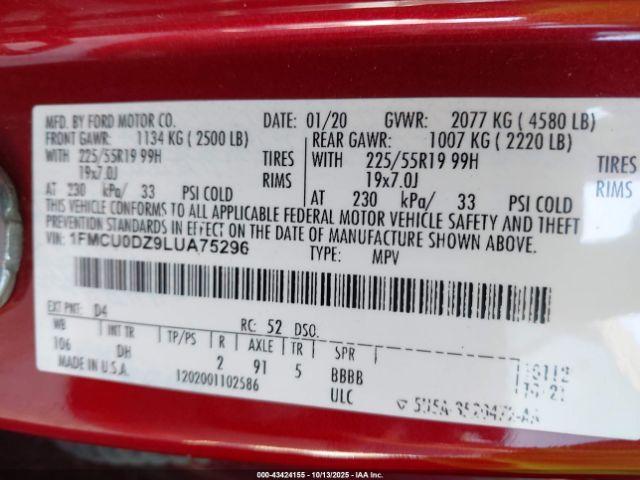 MFD. BY FORD MOTOR CO.
DATE: 01/20 GVWR: 2077 KG ( 4580 LB)
FRONT GAWR: 1134 KG ( 2500 LB)
REAR GAWR: 1007 KG ( 2220 LB)
WITH 225/55R19 99H TIRES
WITH 225/55R19 99H TIRES
19x7.0J RIMS
19x7.0J RIMS
AT 230 kPa/ 33 PSI COLD
AT 230 kPa/ 33 PSI COLD
THIS VEHICLE CONFORMS TO ALL APPLICABLE FEDERAL MOTOR VEHICLE SAFETY AND THEFT
PREVENTION STANDARDS IN EFFECT ON THE DATE OF MANUFACTURE SHOWN ABOVE.
VIN: 1FMCU0DZ9LUA75296
TYPE: MPV
EXT PNT: D4 RC: 52 DSO:
WB INT TR TP/PS R AXLE TR SPR
106 DH 2 91 5 BBBB
MADE IN U.S.A. 1202001102586 ULC
000-43424155 | 10/13/2025 | IAA Inc.